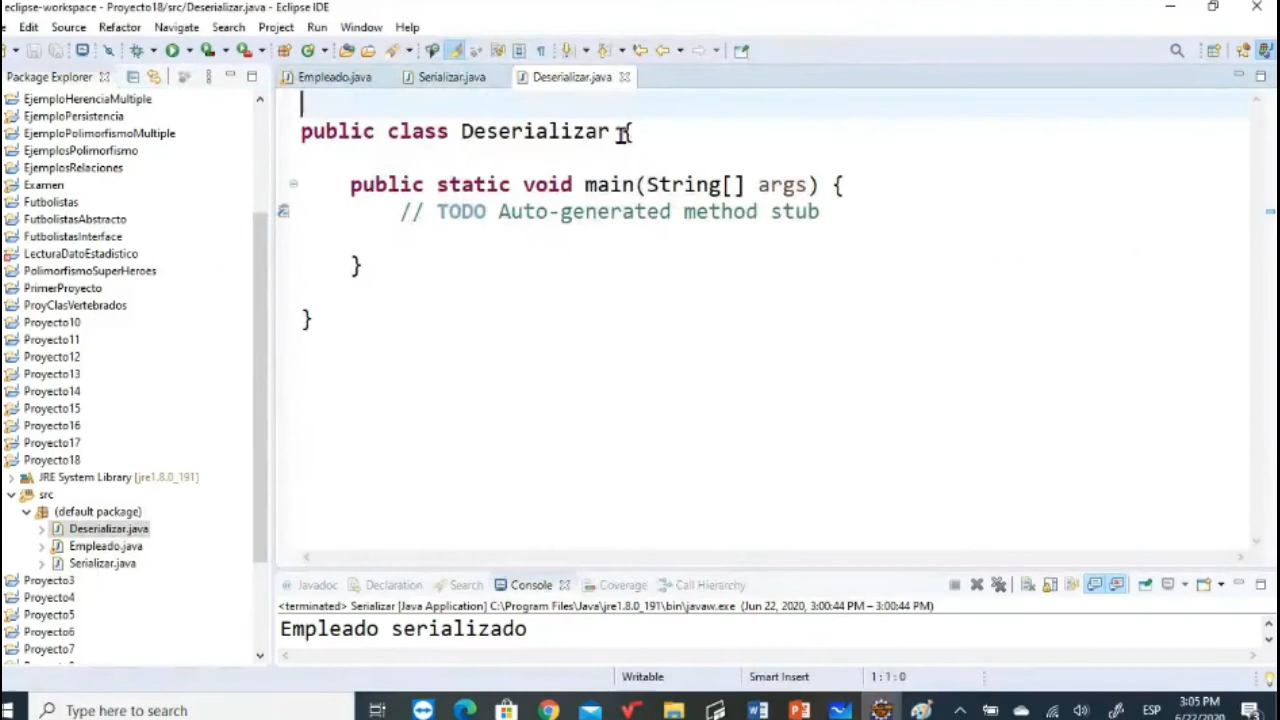 eclipse-workspace - Proyecto18/src/Deserializar.java - Eclipse IDE
Edit Source Refactor Navigate Search Project Run Window Help
Package Explorer
Empleado.java Serializar.java Deserializar.java
EjemploHerenciaMultiple
EjemploPersistencia
EjemploPolimorfismoMultiple
EjemplosPolimorfismo
EjemplosRelaciones
Examen
Futbolistas
FutbolistasAbstracto
FutbolistasInterface
LecturaDatoEstadistico
PolimorfismoSuperHeroes
PrimerProyecto
ProyClasVertebrados
Proyecto10
Proyecto11
Proyecto12
Proyecto13
Proyecto14
Proyecto15
Proyecto16
Proyecto17
Proyecto18
JRE System Library [jre1.8.0_191]
src
(default package)
Deserializar.java
Empleado.java
Serializar.java
Proyecto3
Proyecto4
Proyecto5
Proyecto6
Proyecto7
public class Deserializar {
public static void main(String[] args) {
// TODO Auto-generated method stub
}
}
Javadoc Declaration Search Console Coverage Call Hierarchy
<terminated> Serializar [Java Application] C:\Program Files\Java\jre1.8.0_191\bin\javaw.exe (Jun 22, 2020, 3:00:44 PM – 3:00:44 PM)
Empleado serializado
Writable Smart Insert 1 : 1 : 0
Type here to search
ESP
3:05 PM